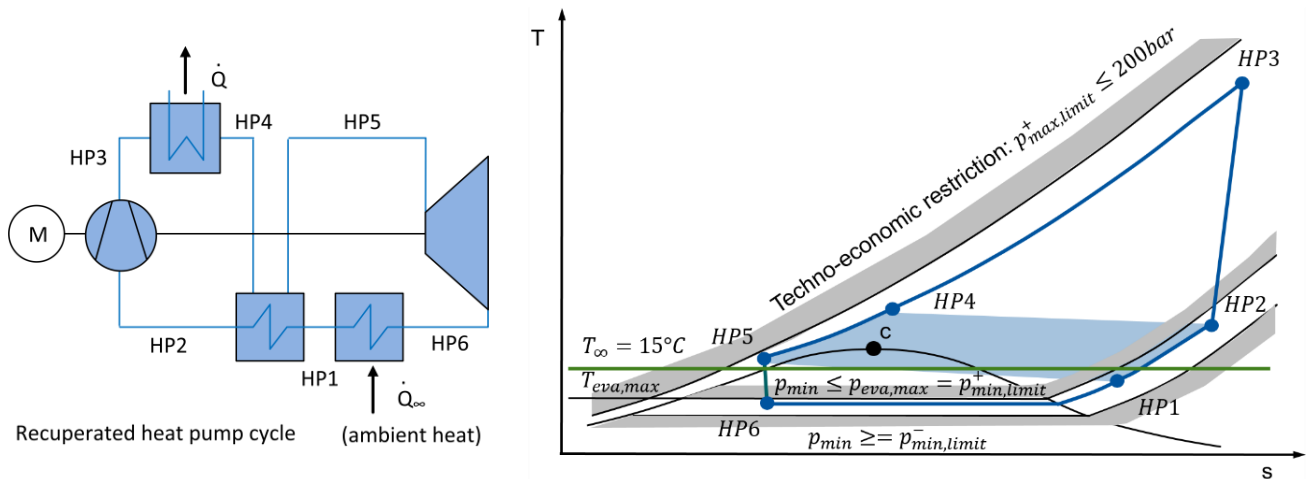 Q̇
HP4
HP5
HP3
M
HP2
HP1
HP6
Q̇∞
Recuperated heat pump cycle
(ambient heat)
T
Techno-economic restriction: p⁺max,limit ≤ 200bar
HP3
HP4
HP2
HP5
c
T∞ = 15°C
Teva,max
pmin ≤ peva,max = p⁺min,limit
HP1
HP6
pmin >== p⁻min,limit
s